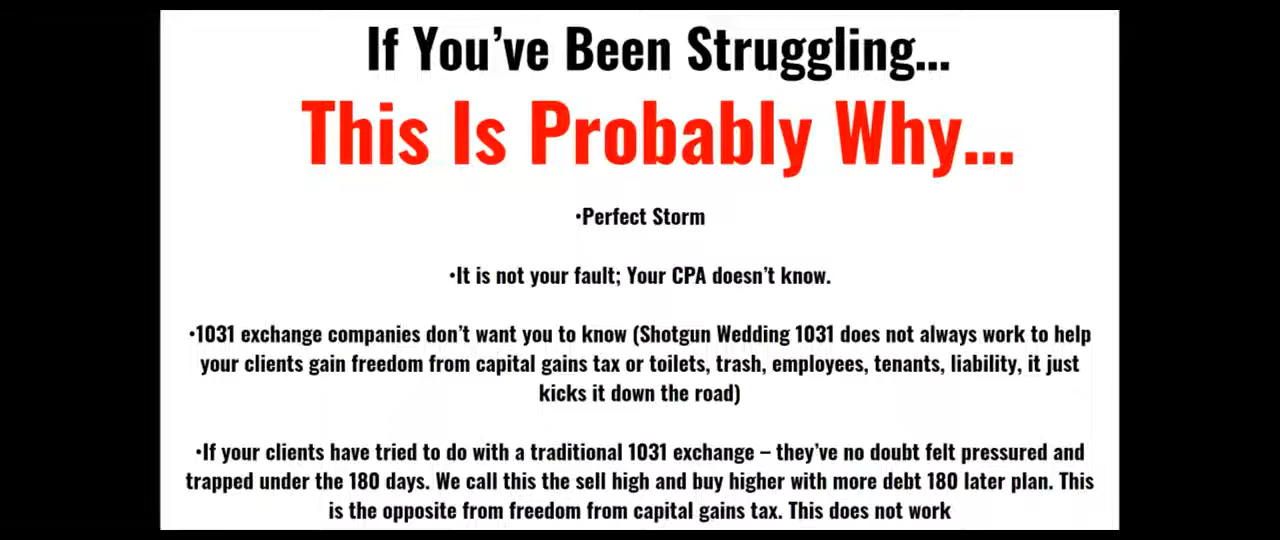 If You’ve Been Struggling...
This Is Probably Why...
•Perfect Storm
•It is not your fault; Your CPA doesn’t know.
•1031 exchange companies don’t want you to know (Shotgun Wedding 1031 does not always work to help
your clients gain freedom from capital gains tax or toilets, trash, employees, tenants, liability, it just
kicks it down the road)
•If your clients have tried to do with a traditional 1031 exchange – they’ve no doubt felt pressured and
trapped under the 180 days. We call this the sell high and buy higher with more debt 180 later plan. This
is the opposite from freedom from capital gains tax. This does not work